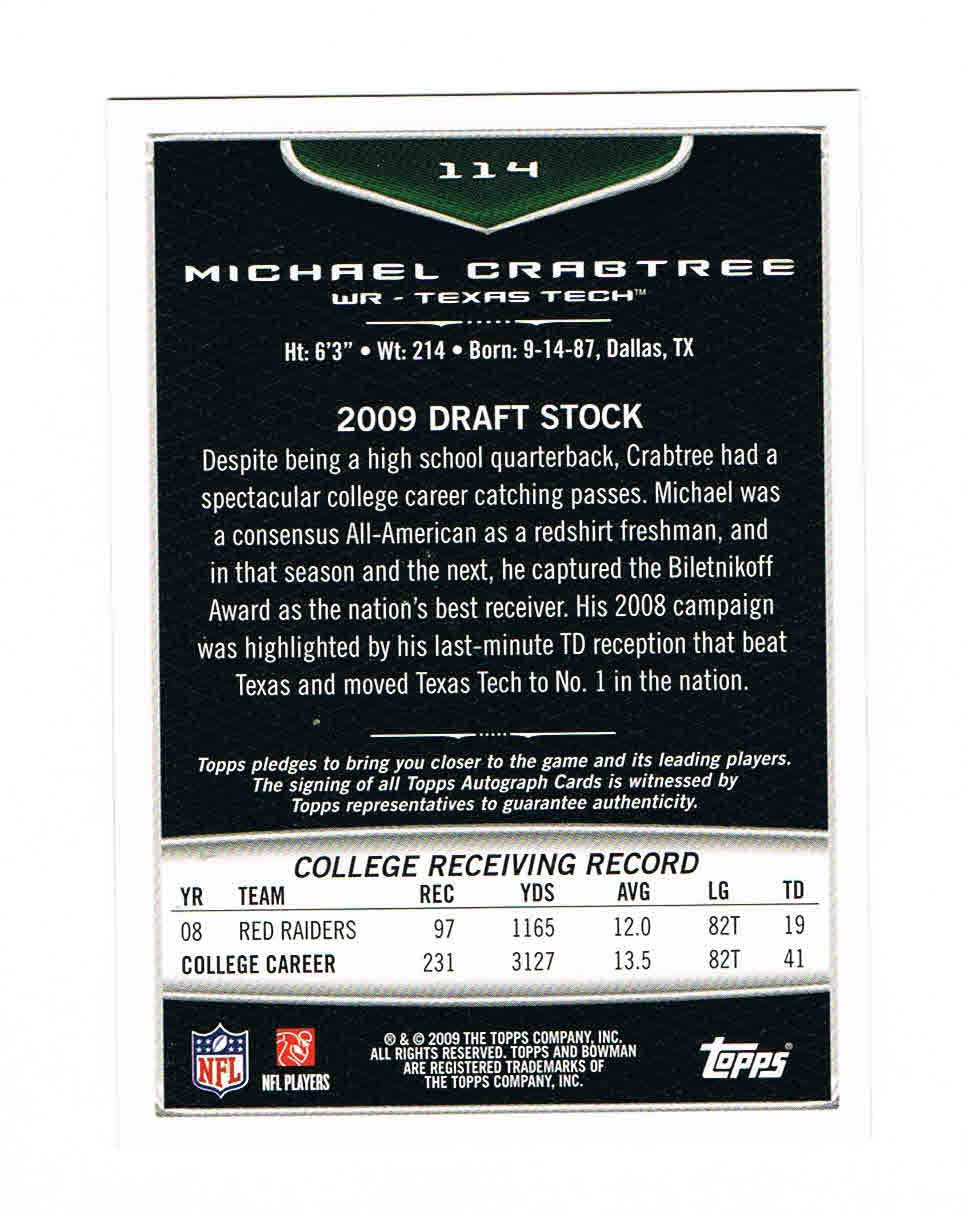 114
MICHAEL CRABTREE
WR - TEXAS TECH™
Ht: 6'3" • Wt: 214 • Born: 9-14-87, Dallas, TX
2009 DRAFT STOCK
Despite being a high school quarterback, Crabtree had a
spectacular college career catching passes. Michael was
a consensus All-American as a redshirt freshman, and
in that season and the next, he captured the Biletnikoff
Award as the nation's best receiver. His 2008 campaign
was highlighted by his last-minute TD reception that beat
Texas and moved Texas Tech to No. 1 in the nation.
Topps pledges to bring you closer to the game and its leading players.
The signing of all Topps Autograph Cards is witnessed by
Topps representatives to guarantee authenticity.
COLLEGE RECEIVING RECORD
YR TEAM REC YDS AVG LG TD
08 RED RAIDERS 97 1165 12.0 82T 19
COLLEGE CAREER 231 3127 13.5 82T 41
NFL
NFL PLAYERS
® & © 2009 THE TOPPS COMPANY, INC.
ALL RIGHTS RESERVED. TOPPS AND BOWMAN
ARE REGISTERED TRADEMARKS OF
THE TOPPS COMPANY, INC.
Topps®